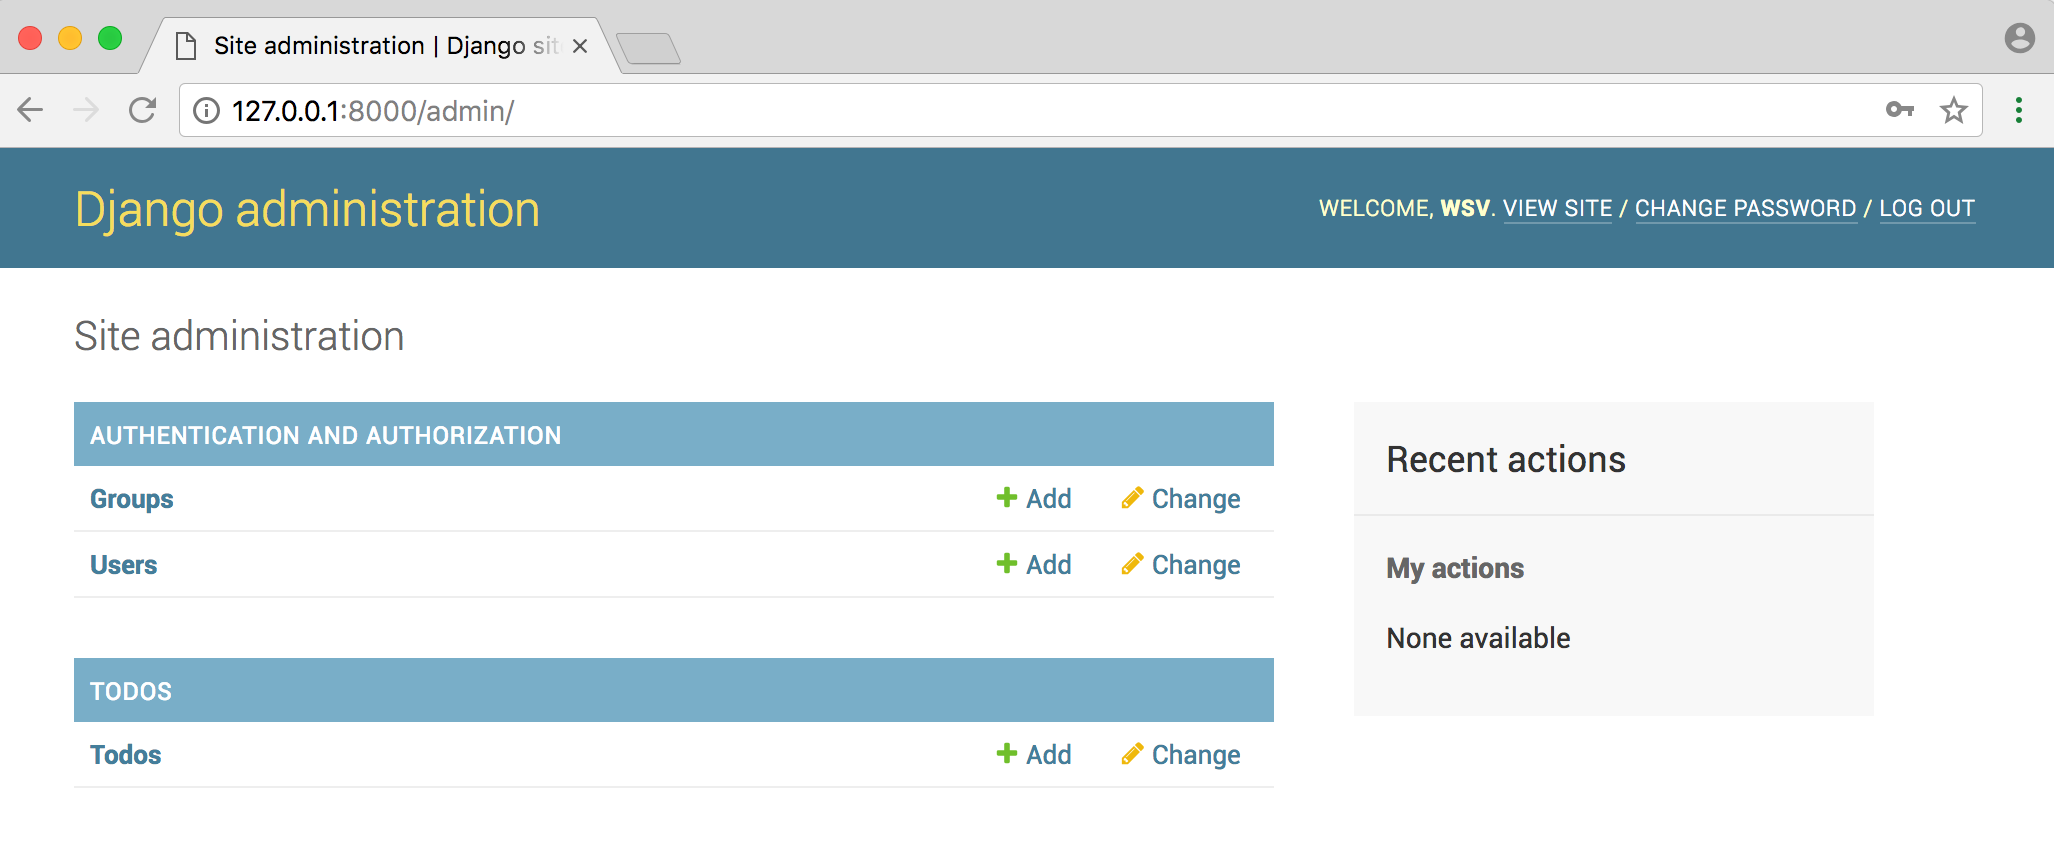 Site administration | Django sit
127.0.0.1:8000/admin/
Django administration
WELCOME, WSV. VIEW SITE / CHANGE PASSWORD / LOG OUT
Site administration
AUTHENTICATION AND AUTHORIZATION
Groups Add Change
Users Add Change
TODOS
Todos Add Change
Recent actions
My actions
None available